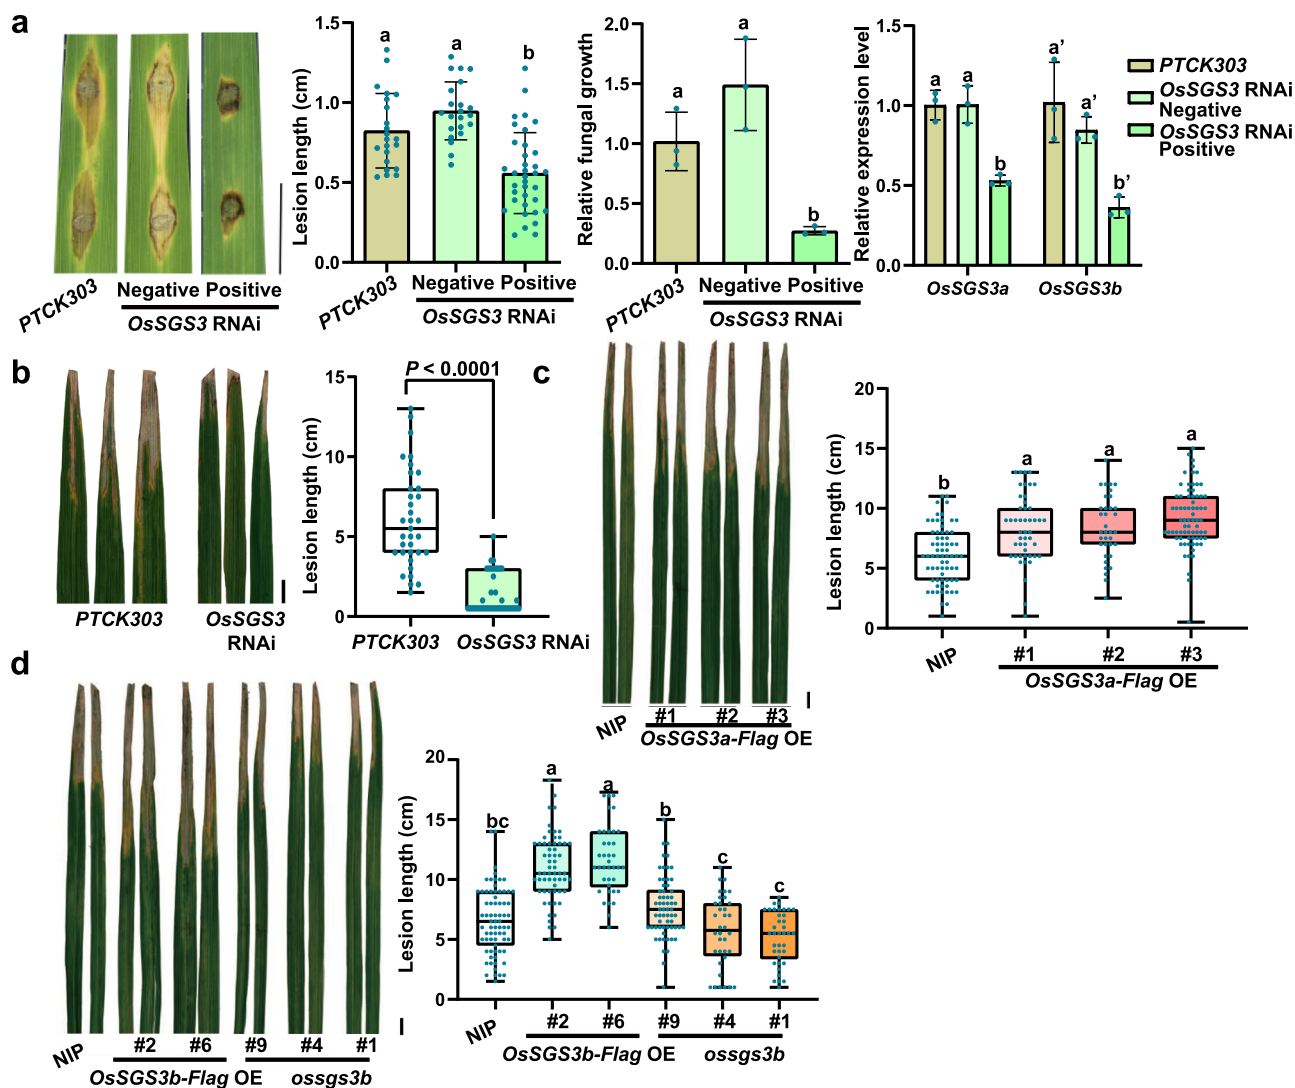 a
PTCK303
Negative Positive
OsSGS3 RNAi
Lesion length (cm)
1.5
1.0
0.5
0.0
a
a
b
PTCK303
Negative Positive
OsSGS3 RNAi
Relative fungal growth
2.0
1.5
1.0
0.5
0.0
a
a
b
PTCK303
Negative Positive
OsSGS3 RNAi
Relative expression level
1.5
1.0
0.5
0.0
a
a
b
a’
a’
b’
OsSGS3a
OsSGS3b
PTCK303
OsSGS3 RNAi
Negative
OsSGS3 RNAi
Positive
b
PTCK303
OsSGS3
RNAi
Lesion length (cm)
15
10
5
0
P < 0.0001
PTCK303
OsSGS3 RNAi
c
NIP
#1
#2
#3
OsSGS3a-Flag OE
Lesion length (cm)
20
15
10
5
0
b
a
a
a
NIP
#1
#2
#3
OsSGS3a-Flag OE
d
NIP
#2
#6
#9
#4
#1
OsSGS3b-Flag OE
ossgs3b
Lesion length (cm)
20
15
10
5
0
bc
a
a
b
c
c
NIP
#2
#6
#9
#4
#1
OsSGS3b-Flag OE
ossgs3b